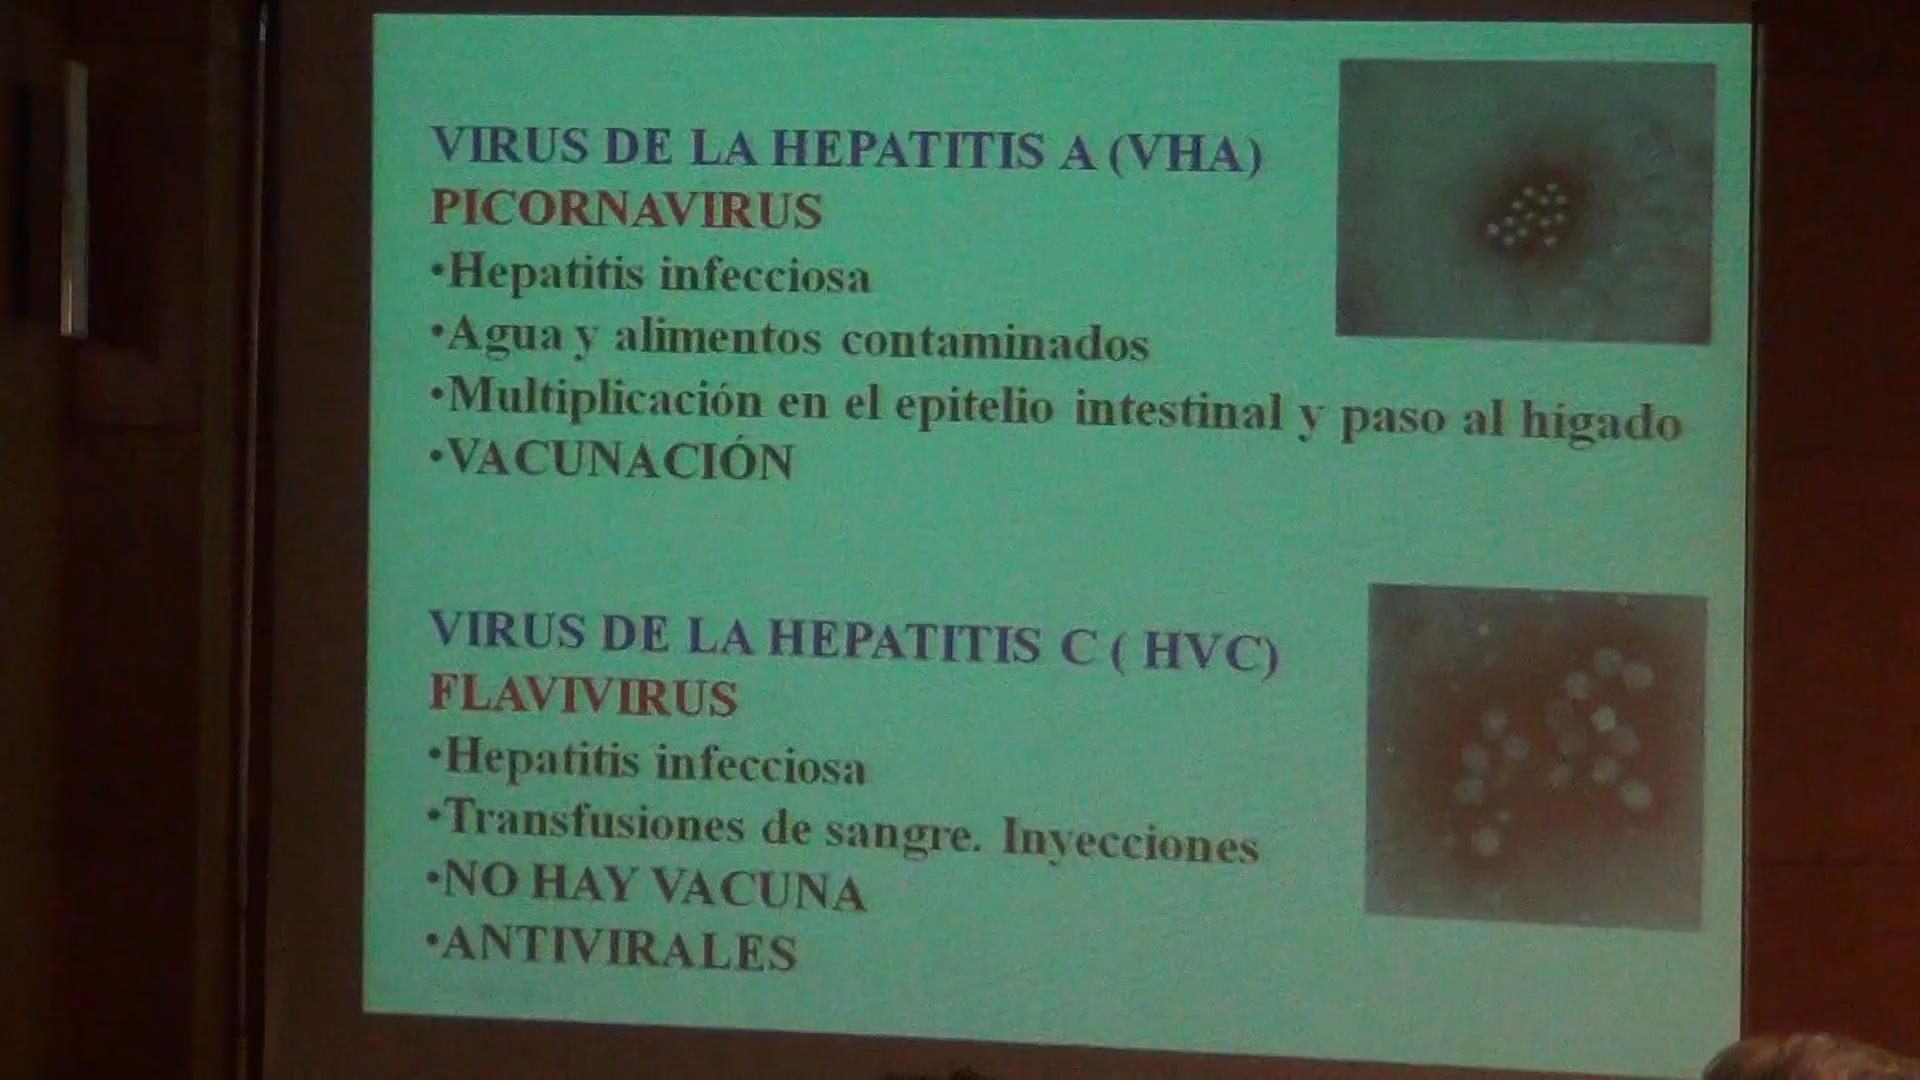 VIRUS DE LA HEPATITIS A (VHA)
PICORNAVIRUS
•Hepatitis infecciosa
•Agua y alimentos contaminados
•Multiplicación en el epitelio intestinal y paso al hígado
•VACUNACIÓN
VIRUS DE LA HEPATITIS C ( HVC)
FLAVIVIRUS
•Hepatitis infecciosa
•Transfusiones de sangre. Inyecciones
•NO HAY VACUNA
•ANTIVIRALES